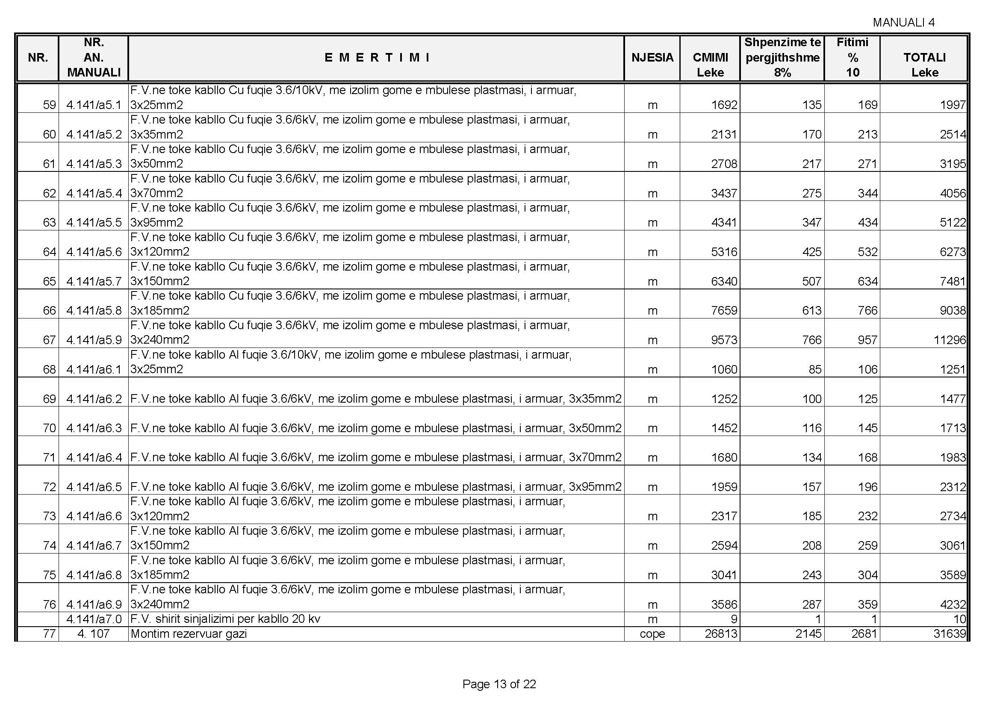 MANUALI 4
NR. NR. AN. MANUALI E M E R T I M I NJESIA CMIMI Leke Shpenzime te pergjithshme 8% Fitimi % 10 TOTALI Leke
F.V.ne toke kabllo Cu fuqie 3.6/10kV, me izolim gome e mbulese plastmasi, i armuar,
59 4.141/a5.1 3x25mm2 m 1692 135 169 1997
F.V.ne toke kabllo Cu fuqie 3.6/6kV, me izolim gome e mbulese plastmasi, i armuar,
60 4.141/a5.2 3x35mm2 m 2131 170 213 2514
F.V.ne toke kabllo Cu fuqie 3.6/6kV, me izolim gome e mbulese plastmasi, i armuar,
61 4.141/a5.3 3x50mm2 m 2708 217 271 3195
F.V.ne toke kabllo Cu fuqie 3.6/6kV, me izolim gome e mbulese plastmasi, i armuar,
62 4.141/a5.4 3x70mm2 m 3437 275 344 4056
F.V.ne toke kabllo Cu fuqie 3.6/6kV, me izolim gome e mbulese plastmasi, i armuar,
63 4.141/a5.5 3x95mm2 m 4341 347 434 5122
F.V.ne toke kabllo Cu fuqie 3.6/6kV, me izolim gome e mbulese plastmasi, i armuar,
64 4.141/a5.6 3x120mm2 m 5316 425 532 6273
F.V.ne toke kabllo Cu fuqie 3.6/6kV, me izolim gome e mbulese plastmasi, i armuar,
65 4.141/a5.7 3x150mm2 m 6340 507 634 7481
F.V.ne toke kabllo Cu fuqie 3.6/6kV, me izolim gome e mbulese plastmasi, i armuar,
66 4.141/a5.8 3x185mm2 m 7659 613 766 9038
F.V.ne toke kabllo Cu fuqie 3.6/6kV, me izolim gome e mbulese plastmasi, i armuar,
67 4.141/a5.9 3x240mm2 m 9573 766 957 11296
F.V.ne toke kabllo Al fuqie 3.6/10kV, me izolim gome e mbulese plastmasi, i armuar,
68 4.141/a6.1 3x25mm2 m 1060 85 106 1251
69 4.141/a6.2 F.V.ne toke kabllo Al fuqie 3.6/6kV, me izolim gome e mbulese plastmasi, i armuar, 3x35mm2 m 1252 100 125 1477
70 4.141/a6.3 F.V.ne toke kabllo Al fuqie 3.6/6kV, me izolim gome e mbulese plastmasi, i armuar, 3x50mm2 m 1452 116 145 1713
71 4.141/a6.4 F.V.ne toke kabllo Al fuqie 3.6/6kV, me izolim gome e mbulese plastmasi, i armuar, 3x70mm2 m 1680 134 168 1983
72 4.141/a6.5 F.V.ne toke kabllo Al fuqie 3.6/6kV, me izolim gome e mbulese plastmasi, i armuar, 3x95mm2 m 1959 157 196 2312
F.V.ne toke kabllo Al fuqie 3.6/6kV, me izolim gome e mbulese plastmasi, i armuar,
73 4.141/a6.6 3x120mm2 m 2317 185 232 2734
F.V.ne toke kabllo Al fuqie 3.6/6kV, me izolim gome e mbulese plastmasi, i armuar,
74 4.141/a6.7 3x150mm2 m 2594 208 259 3061
F.V.ne toke kabllo Al fuqie 3.6/6kV, me izolim gome e mbulese plastmasi, i armuar,
75 4.141/a6.8 3x185mm2 m 3041 243 304 3589
F.V.ne toke kabllo Al fuqie 3.6/6kV, me izolim gome e mbulese plastmasi, i armuar,
76 4.141/a6.9 3x240mm2 m 3586 287 359 4232
4.141/a7.0 F.V. shirit sinjalizimi per kabllo 20 kv m 9 1 1 10
77 4. 107 Montim rezervuar gazi cope 26813 2145 2681 31639
Page 13 of 22